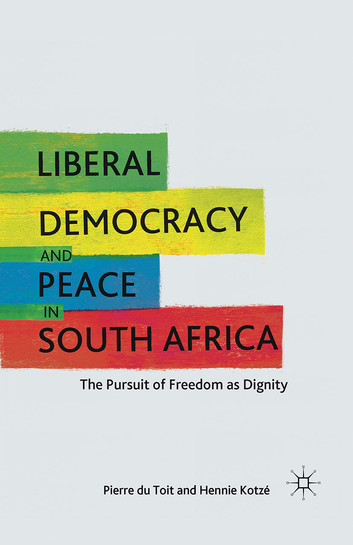 LIBERAL
DEMOCRACY
AND
PEACE
IN
SOUTH AFRICA
The Pursuit of Freedom as Dignity
Pierre du Toit and Hennie Kotzé